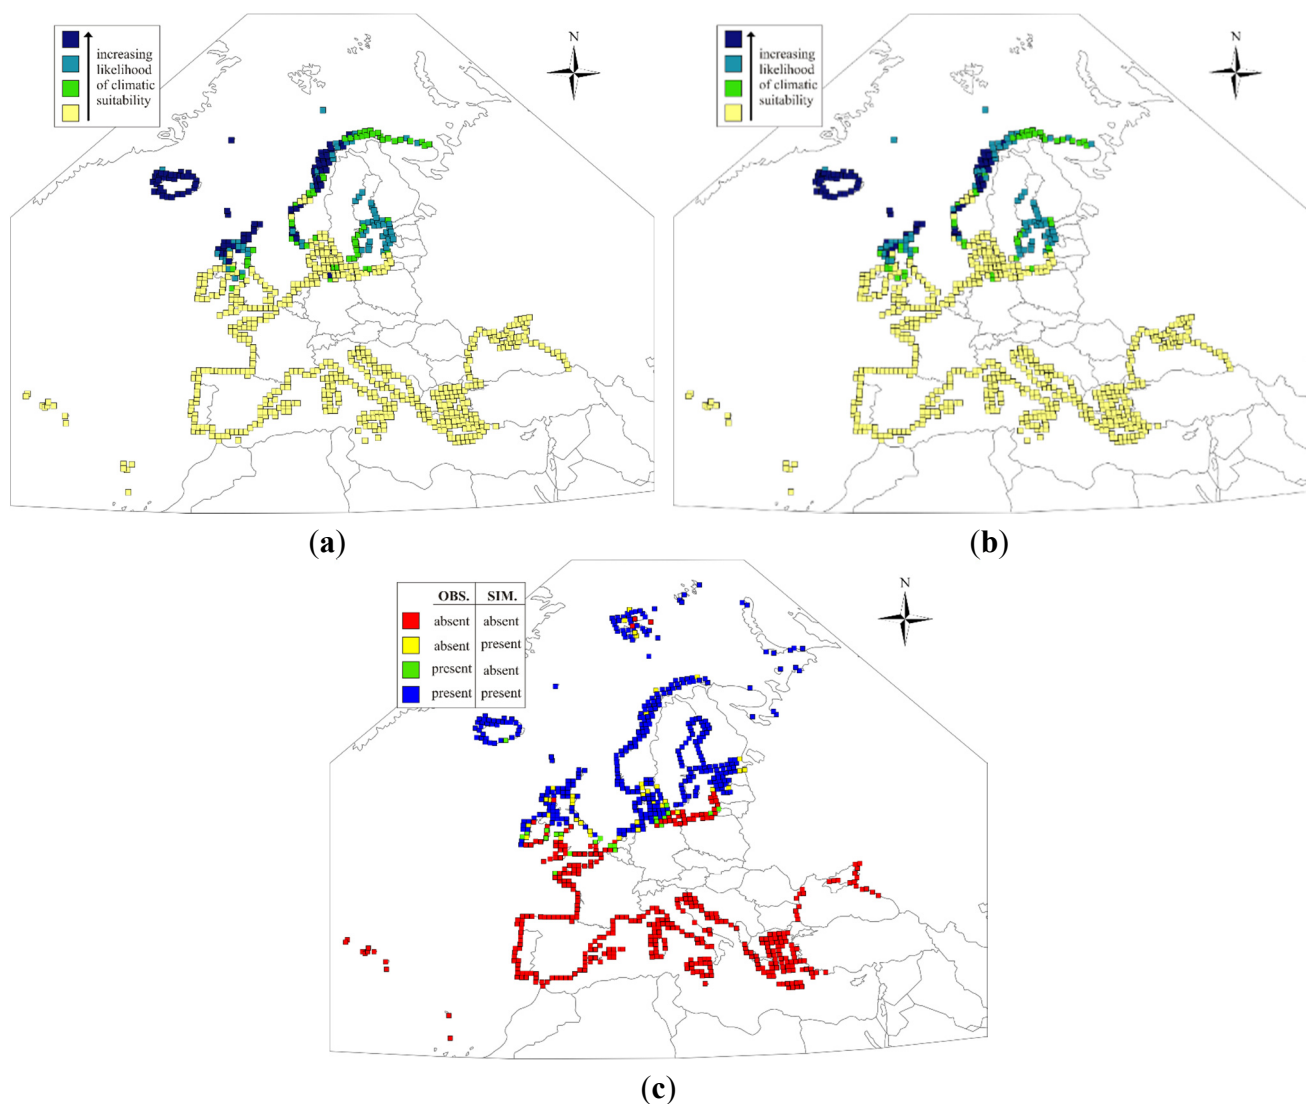 increasing
likelihood
of climatic
suitability
N
increasing
likelihood
of climatic
suitability
N
(a)
(b)
OBS. SIM.
absent absent
absent present
present absent
present present
N
(c)